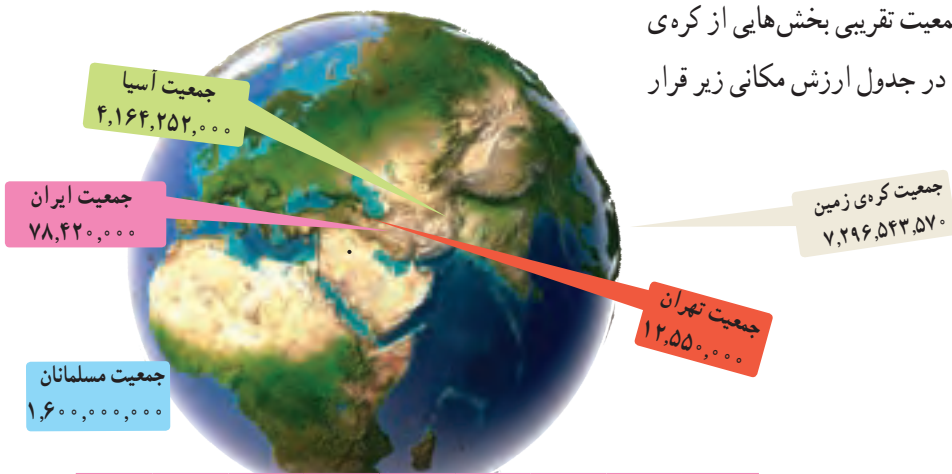 معیت تقریبی بخش‌هایی از کره‌ی
در جدول ارزش مکانی زیر قرار
جمعیت آسیا
۴,۱۶۴,۲۵۲,۰۰۰
جمعیت ایران
۷۸,۴۲۰,۰۰۰
جمعیت کره‌ی زمین
۷,۲۹۶,۵۴۳,۵۷۰
جمعیت تهران
۱۲,۵۵۰,۰۰۰
جمعیت مسلمانان
۱,۶۰۰,۰۰۰,۰۰۰